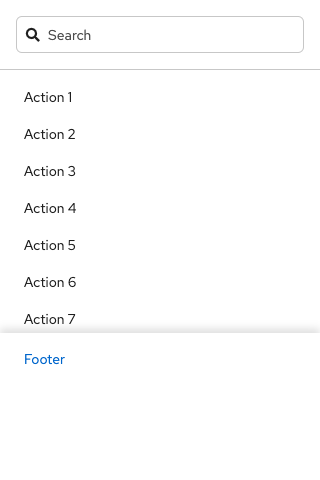 Search
Action 1
Action 2
Action 3
Action 4
Action 5
Action 6
Action 7
Footer